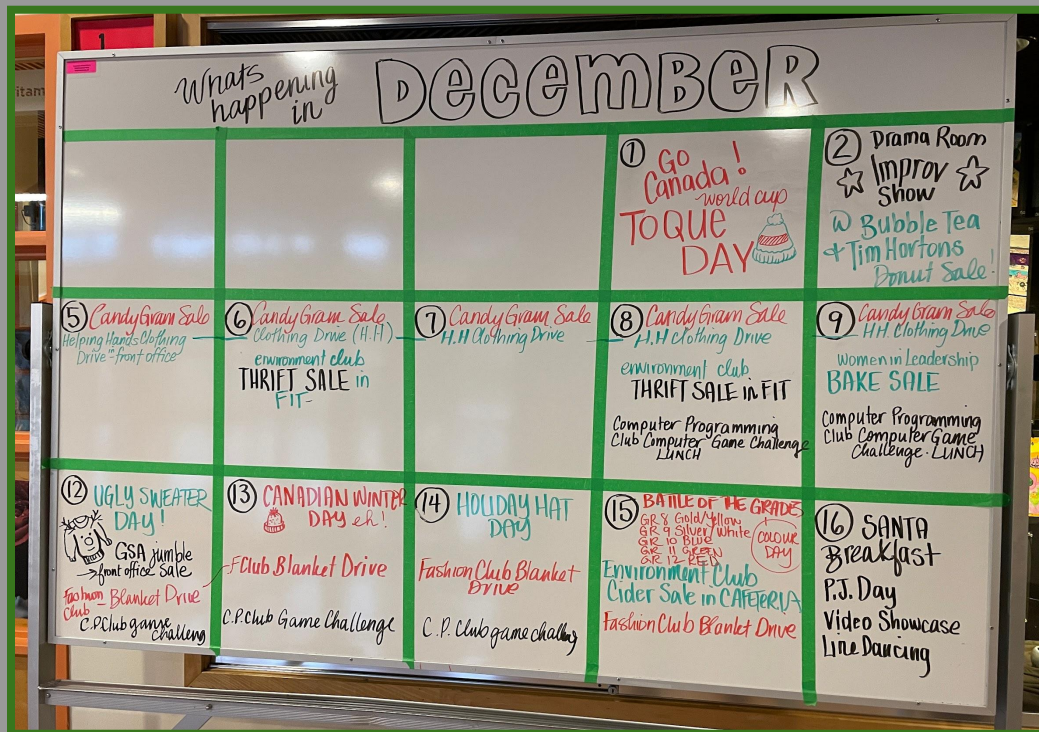 1
itam
What's
happening
in
DECEMBER
1
Go
Canada!
world cup
TOQUE
DAY
2
Drama Room
Improv
Show
@ Bubble Tea
+ Tim Hortons
Donut Sale!
5
Candy Gram Sale
Helping Hands Clothing
Drive in front office
6
Candy Gram Sale
Clothing Drive (H.H)
environment club
THRIFT SALE in
FIT
7
Candy Gram Sale
H.H Clothing Drive
8
Candy Gram Sale
H.H Clothing Drive
environment club
THRIFT SALE in FIT
Computer Programming
Club Computer Game Challenge
LUNCH
9
Candy Gram Sale
H.H. Clothing Drive
Women in Leadership
BAKE SALE
Computer Programming
Club Computer Game
Challenge. LUNCH
12
UGLY SWEATER
DAY!
GSA jumble
front office sale
Fashion Club - Blanket Drive
C.P. Club game
challeng
13
CANADIAN WINTER
DAY eh!
F Club Blanket Drive
C.P. Club Game Challenge
14
HOLIDAY HAT
DAY
Fashion Club Blanket
Drive
C.P. Club game challeng
15
BATTLE OF THE GRADES
GR 8 Gold/Yellow
GR 9 Silver/White
GR 10 Blue
GR 11 GREEN
GR 12 RED
COLOUR
DAY
Environment Club
Cider Sale in CAFETERIA
Fashion Club Blanket Drive
16
SANTA
Breakfast
P.J. Day
Video Showcase
Line Dancing